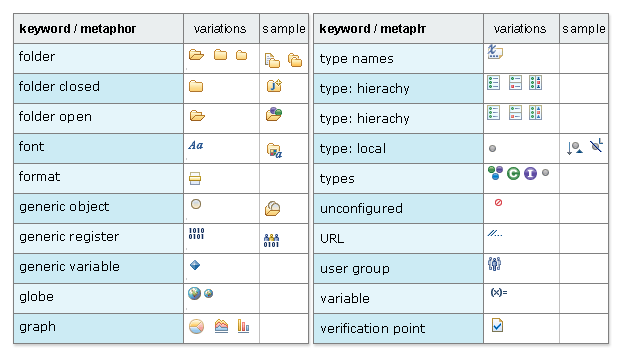 keyword / metaphor variations sample
folder
folder closed
folder open
font Aa
format
generic object
generic register 1010 0101 0101
generic variable
globe
graph
keyword / metaplr variations sample
type names x
type: hierachy
type: hierachy
type: local L
types C I
unconfigured
URL //...
user group
variable (x)=
verification point